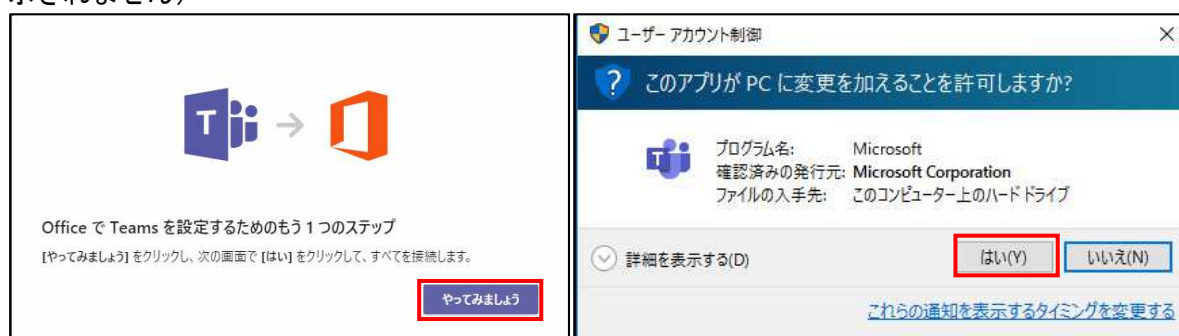 Office で Teams を設定するためのもう 1 つのステップ
[やってみましょう] をクリックし、次の画面で [はい] をクリックして、すべてを接続します。
やってみましょう
ユーザー アカウント制御
このアプリが PC に変更を加えることを許可しますか?
プログラム名: Microsoft
確認済みの発行元: Microsoft Corporation
ファイルの入手先: このコンピューター上のハード ドライブ
詳細を表示する(D)
はい(Y)
いいえ(N)
これらの通知を表示するタイミングを変更する